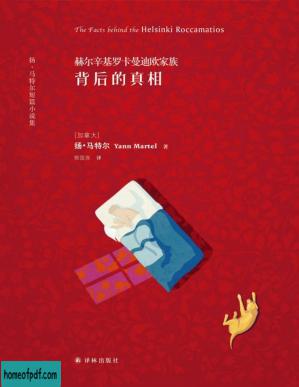 The Facts behind the Helsinki Roccamatios
赫尔辛基罗卡曼迪欧家族
背后的真相
扬·马特尔短篇小说集
[加拿大]
扬·马特尔 Yann Martel 著
译
译林出版社
homeofpdf.com